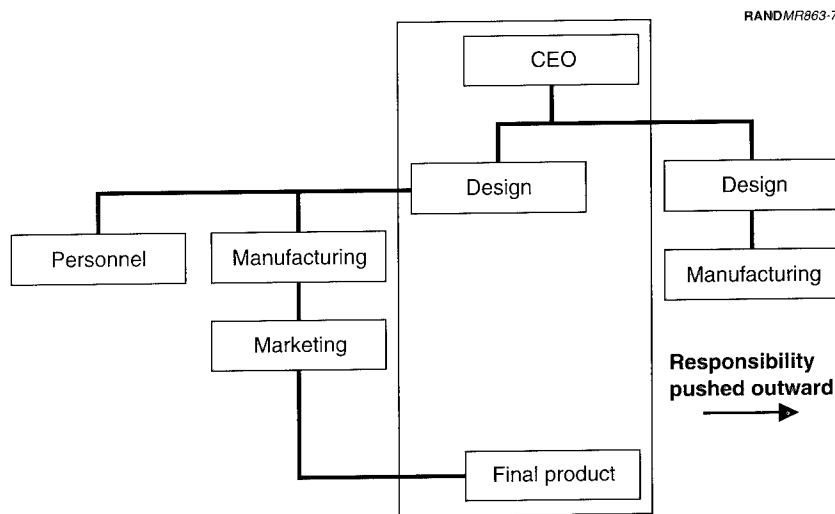 RANDMR863-7
CEO
Design
Design
Personnel
Manufacturing
Manufacturing
Marketing
Responsibility
pushed outward
Final product